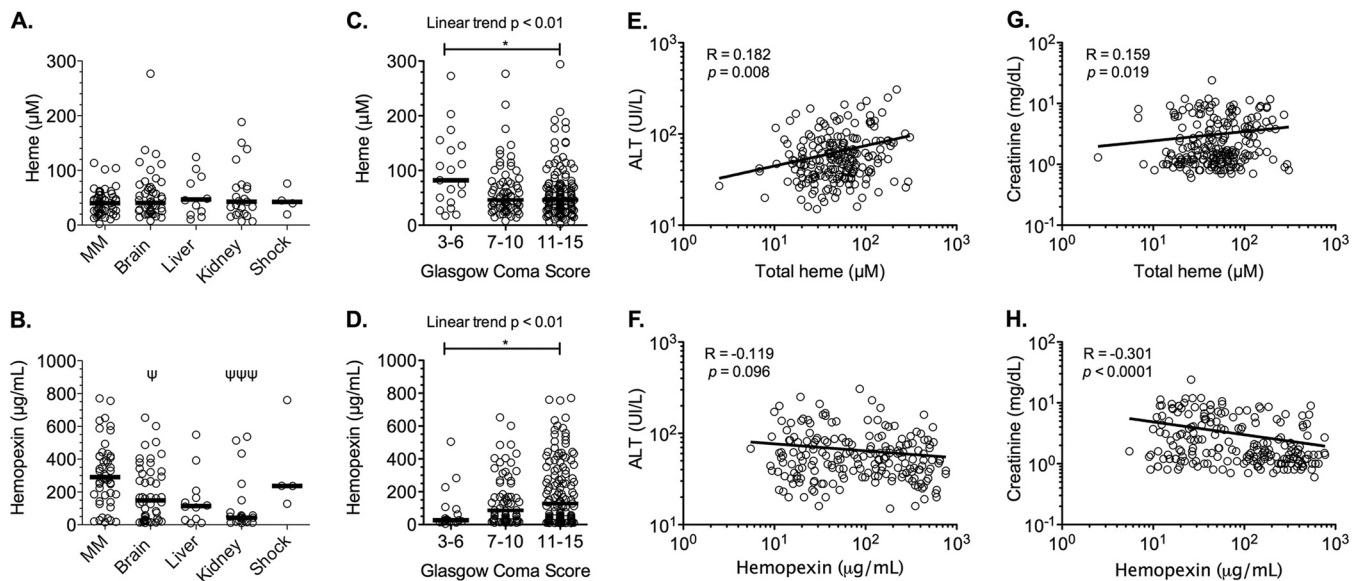 A.
Heme (µM)
300
200
100
0
MM
Brain
Liver
Kidney
Shock
C.
Linear trend p < 0.01
*
Heme (µM)
300
200
100
0
3-6
7-10
11-15
Glasgow Coma Score
E.
R = 0.182
p = 0.008
ALT (UI/L)
10³
10²
10¹
10⁰
10¹
10²
10³
Total heme (µM)
G.
R = 0.159
p = 0.019
Creatinine (mg/dL)
10²
10¹
10⁰
10⁻¹
10⁰
10¹
10²
10³
Total heme (µM)
B.
Hemopexin (µg/mL)
1000
800
600
400
200
0
ψ
ψψψ
MM
Brain
Liver
Kidney
Shock
D.
Linear trend p < 0.01
*
Hemopexin (µg/mL)
1000
800
600
400
200
0
3-6
7-10
11-15
Glasgow Coma Score
F.
R = -0.119
p = 0.096
ALT (UI/L)
10³
10²
10¹
10⁰
10¹
10²
10³
Hemopexin (µg/mL)
H.
R = -0.301
p < 0.0001
Creatinine (mg/dL)
10²
10¹
10⁰
10⁻¹
10⁰
10¹
10²
10³
Hemopexin (µg/mL)